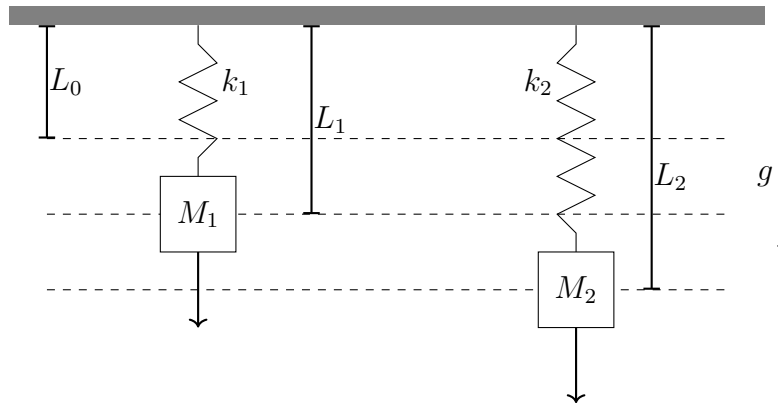 L₀
k₁
L₁
k₂
L₂
g
M₁
M₂